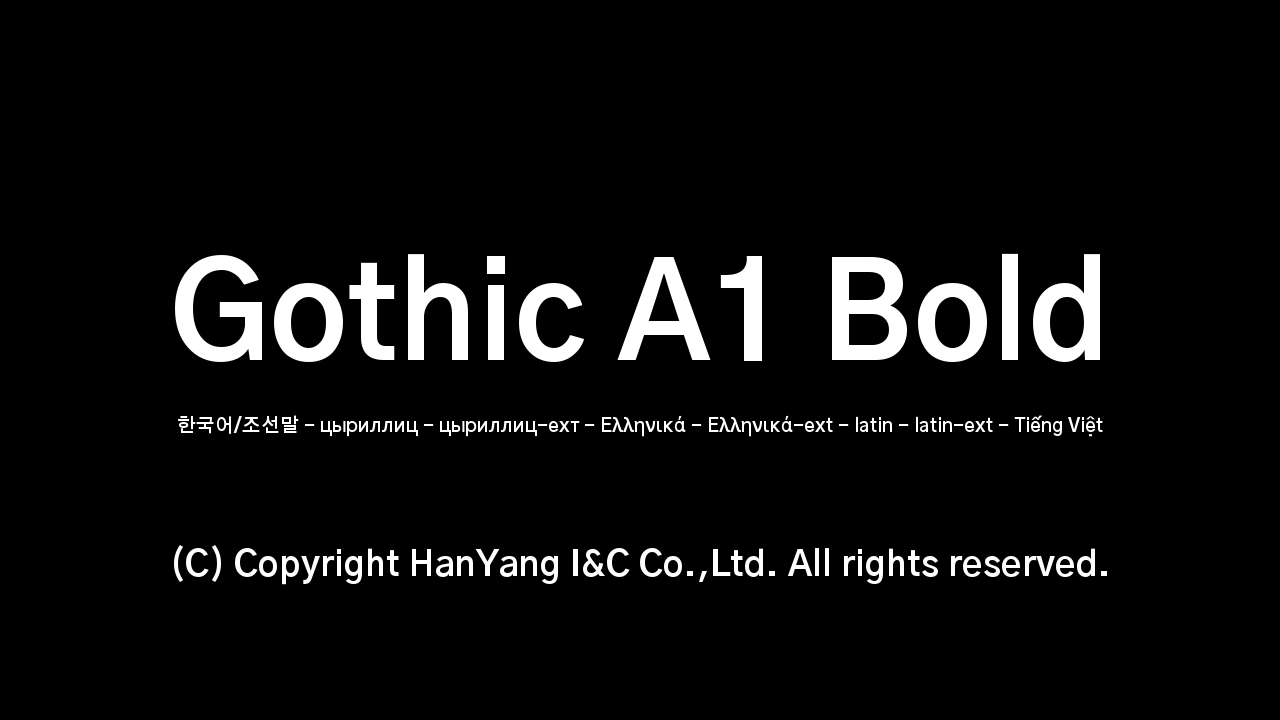 Gothic A1 Bold
한국어/조선말 - цыриллиц - цыриллиц-ехт - Ελληνικά - Ελληνικά-ext - latin - latin-ext - Tiếng Việt
(C) Copyright HanYang I&C Co.,Ltd. All rights reserved.